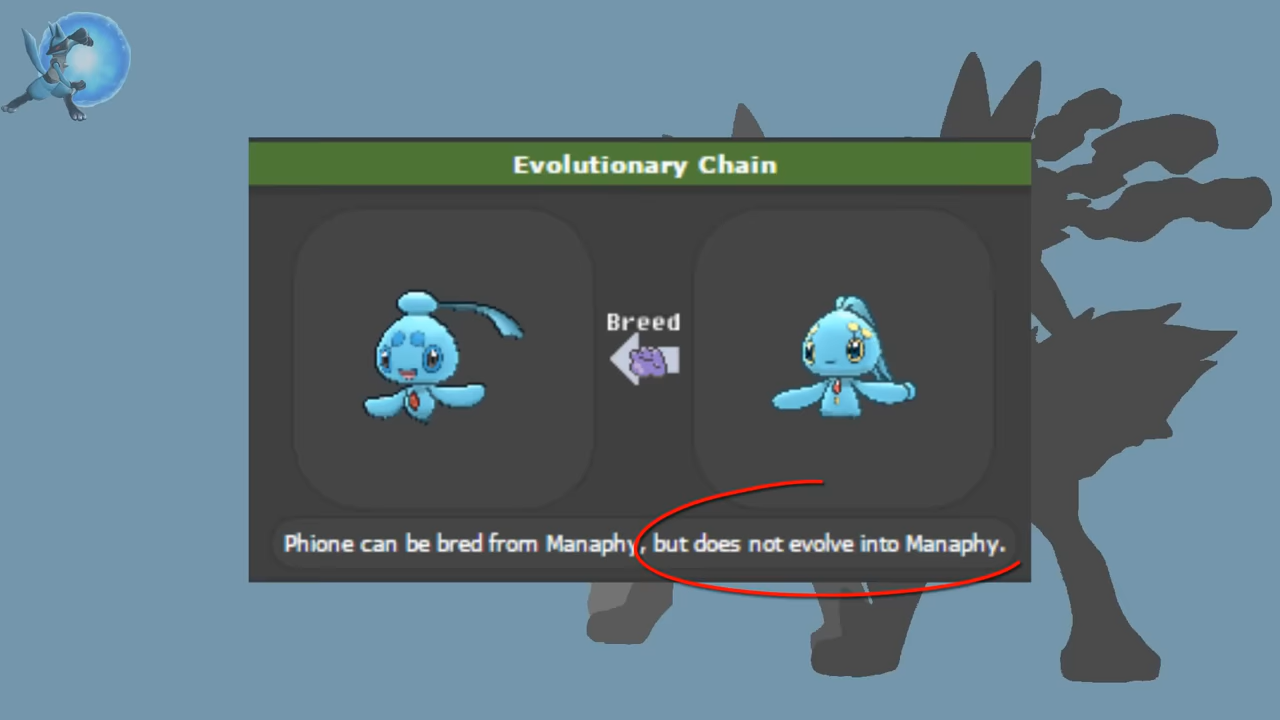 Evolutionary Chain
Breed
Phione can be bred from Manaphy, but does not evolve into Manaphy.